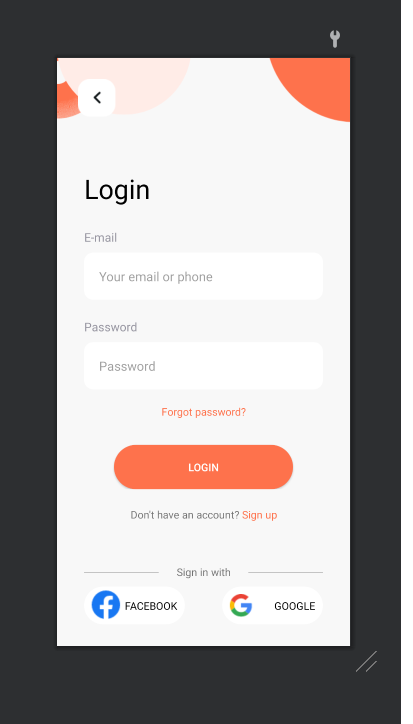 Login
E-mail
Your email or phone
Password
Password
Forgot password?
LOGIN
Don't have an account? Sign up
Sign in with
FACEBOOK GOOGLE